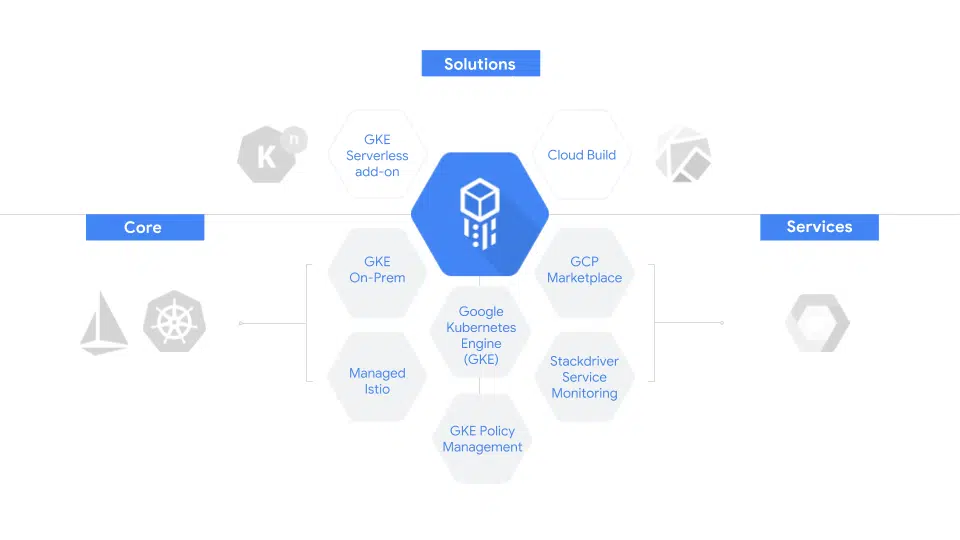 Solutions
GKE
Serverless
add-on
Cloud Build
K
n
Core
Services
GKE
On-Prem
GCP
Marketplace
Google
Kubernetes
Engine
(GKE)
Managed
Istio
Stackdriver
Service
Monitoring
GKE Policy
Management